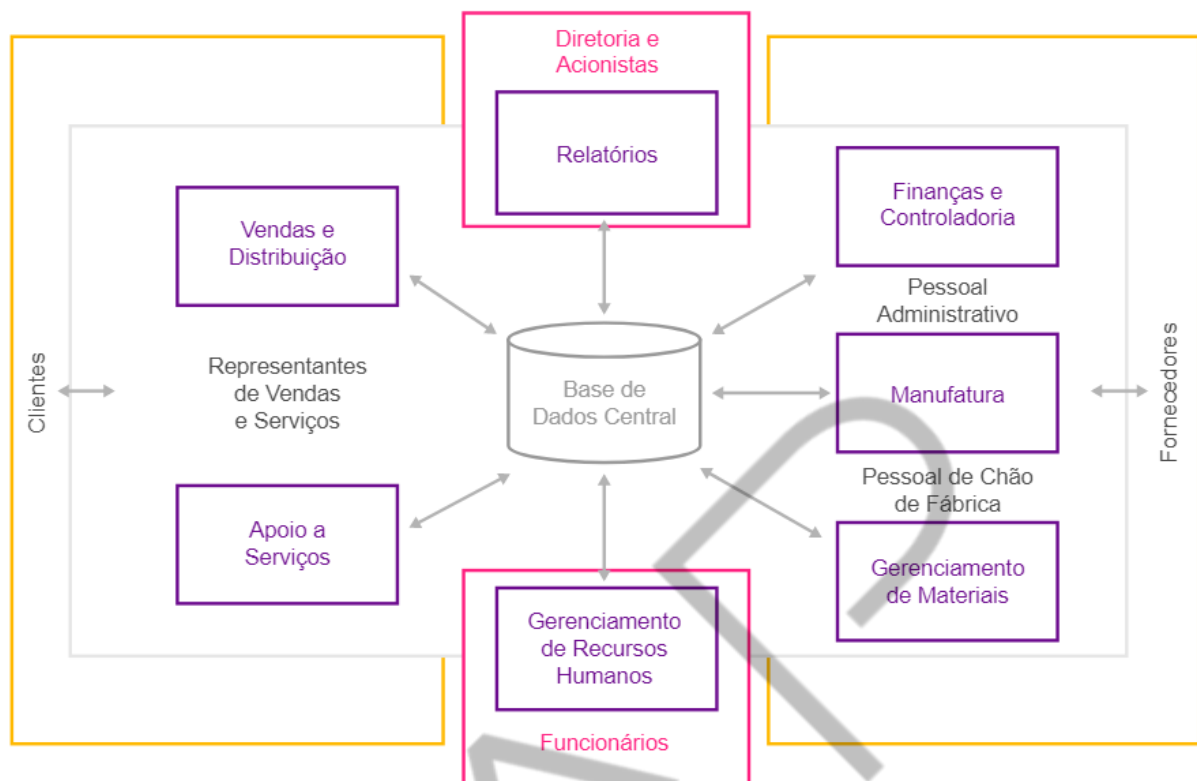 Diretoria e
Acionistas
Relatórios
Finanças e
Controladoria
Vendas e
Distribuição
Pessoal
Administrativo
Clientes
Representantes
de Vendas
e Serviços
Base de
Dados Central
Manufatura
Fornecedores
Pessoal de Chão
de Fábrica
Apoio a
Serviços
Gerenciamento
de Materiais
Gerenciamento
de Recursos
Humanos
Funcionários